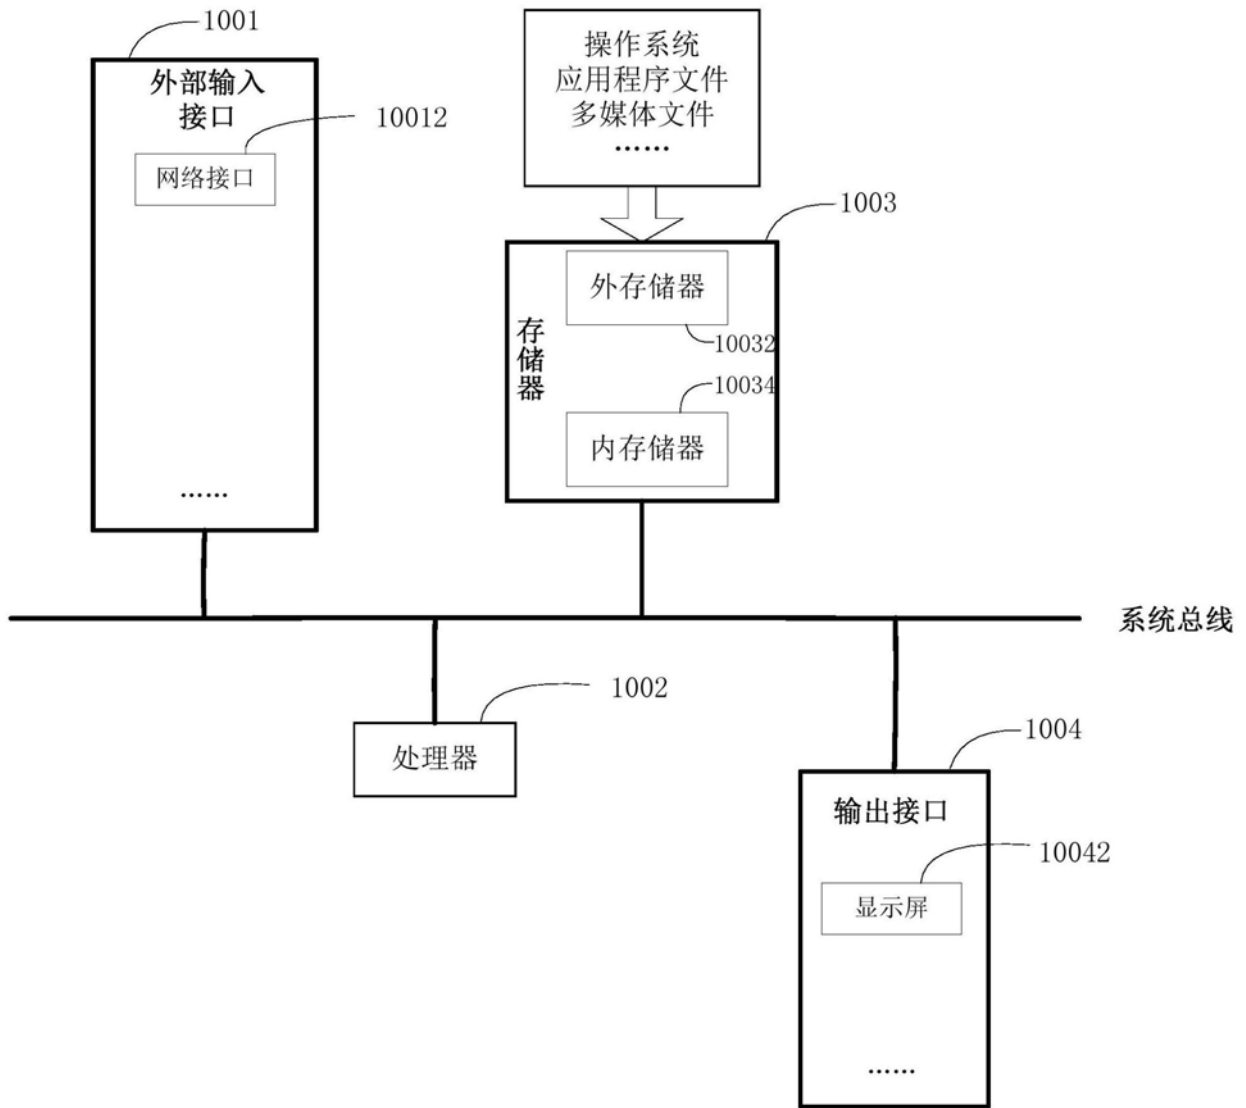 1001
外部输入
接口
10012
网络接口
……
操作系统
应用程序文件
多媒体文件
……
1003
存储器
外存储器
10032
10034
内存储器
系统总线
1002
处理器
1004
输出接口
10042
显示屏
……